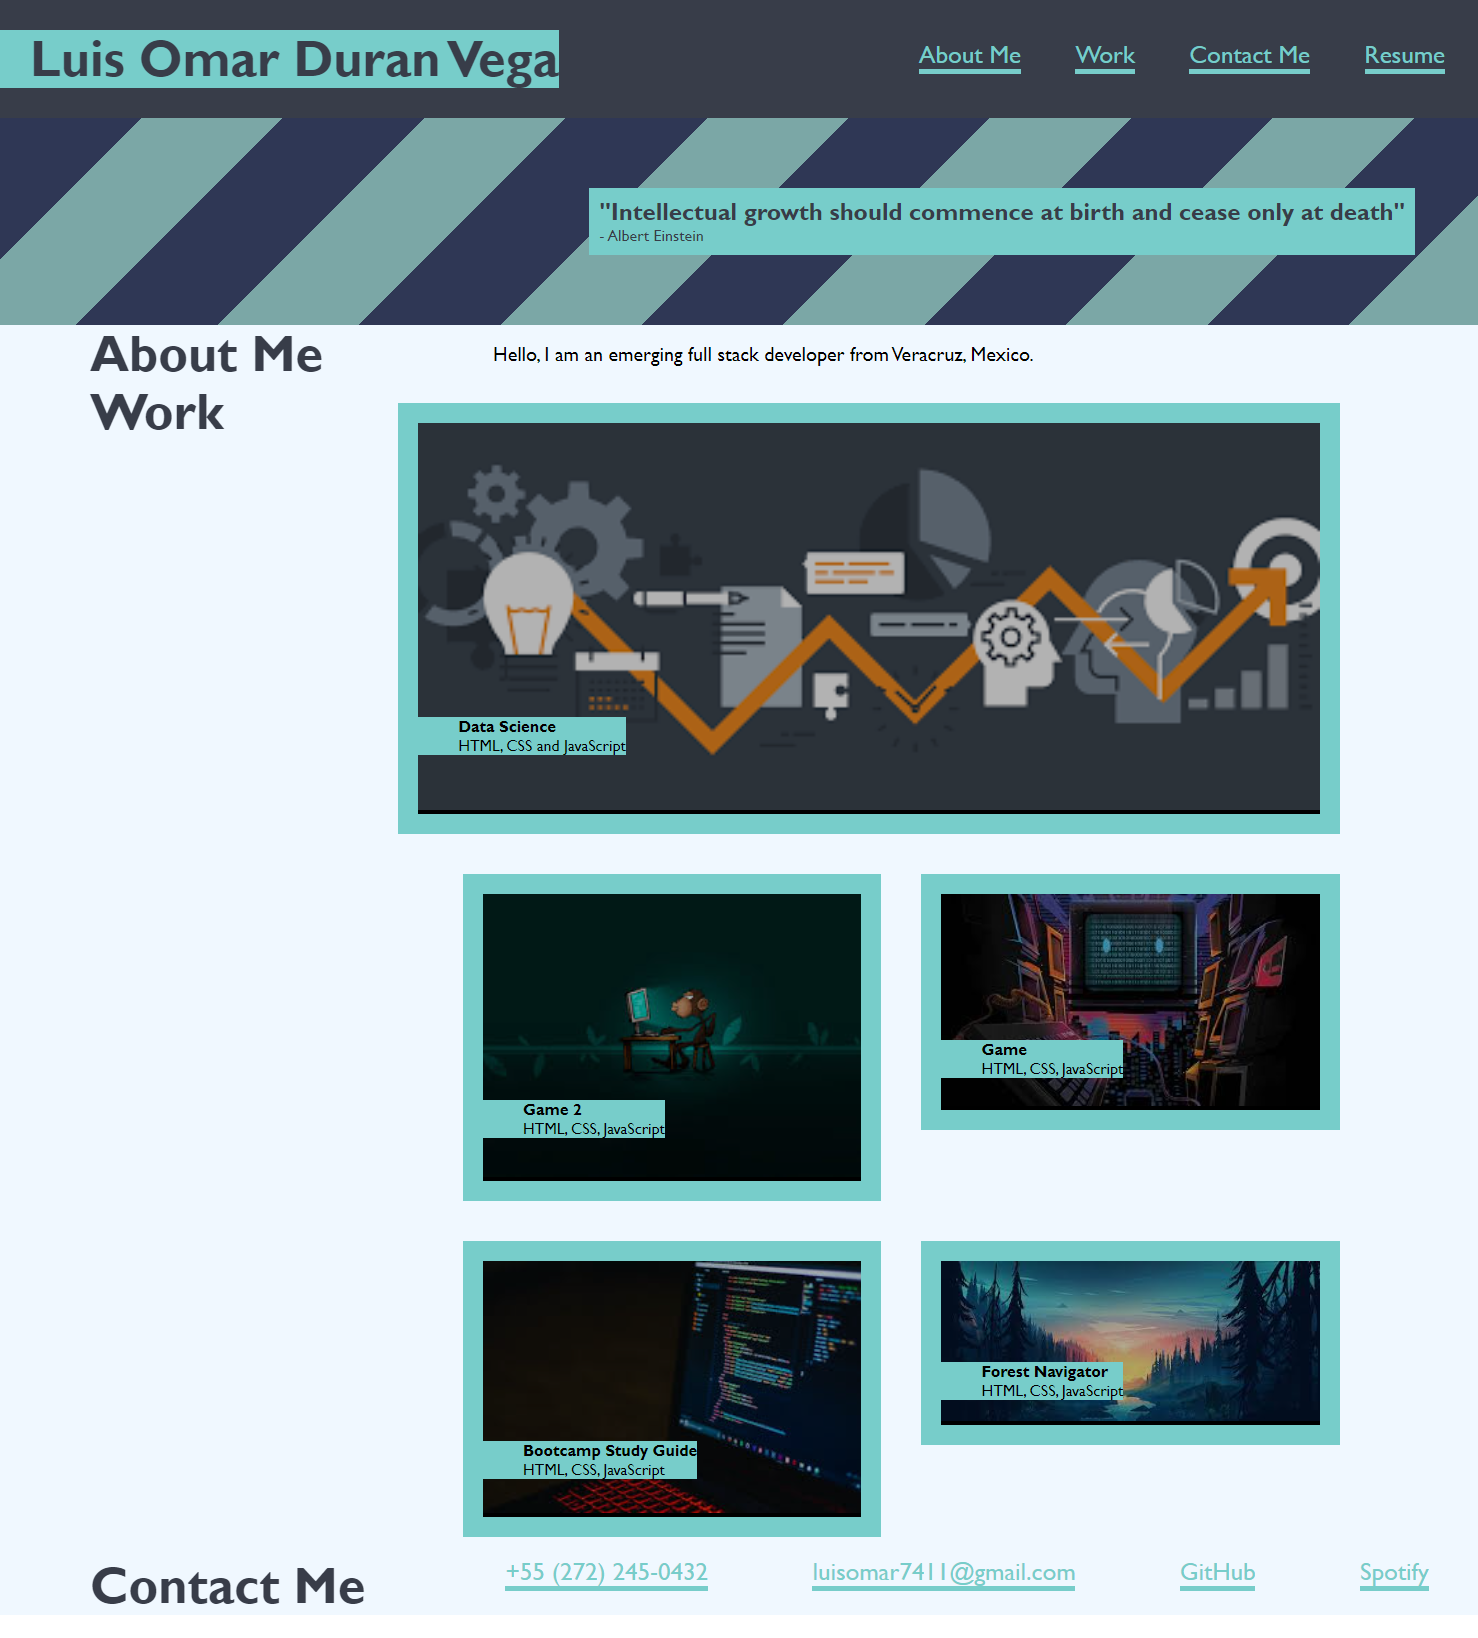 Luis Omar Duran Vega
About Me Work Contact Me Resume
"Intellectual growth should commence at birth and cease only at death"
- Albert Einstein
About Me
Hello, I am an emerging full stack developer from Veracruz, Mexico.
Work
Data Science
HTML, CSS and JavaScript
Game 2
HTML, CSS, JavaScript
Game
HTML, CSS, JavaScript
Bootcamp Study Guide
HTML, CSS, JavaScript
Forest Navigator
HTML, CSS, JavaScript
Contact Me
+55 (272) 245-0432 luisomar7411@gmail.com GitHub Spotify